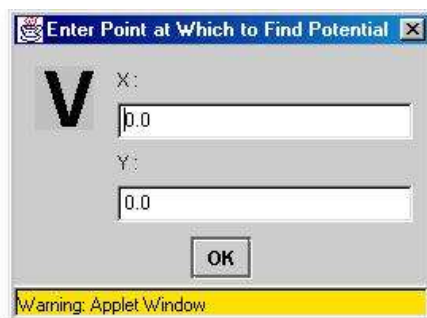 Enter Point at Which to Find Potential
V
X:
0.0
Y:
0.0
OK
Warning: Applet Window